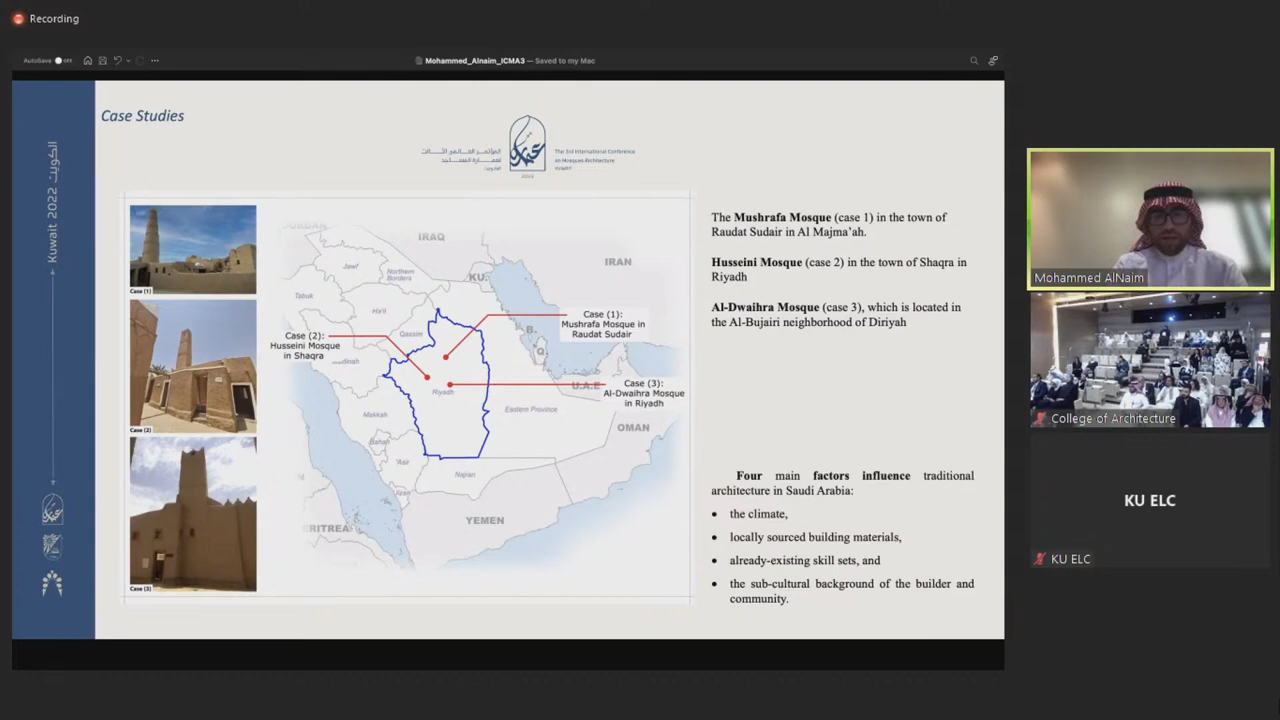 Recording
AutoSave OFF
Mohammed_Alnaim_ICMA3 — Saved to my Mac
Case Studies
الكويت 2022 Kuwait
The 3rd International Conference
on Mosques Architecture
KUWAIT
2022
Case (1)
Case (2)
Case (3)
IRAQ
IRAN
Jawf
Northern
Borders
KU.
Tabuk
Ha'il
Qassim
Case (1):
Mushrafa Mosque in
Raudat Sudair
Case (2):
Husseini Mosque
in Shaqra
B.
Q.
U.A.E
Riyadh
Case (3):
Al-Dwaihra Mosque
in Riyadh
Makkah
Eastern Province
OMAN
Bahah
'Asir
Najran
Jizan
YEMEN
ERITREA
The Mushrafa Mosque (case 1) in the town of
Raudat Sudair in Al Majma'ah.
Husseini Mosque (case 2) in the town of Shaqra in
Riyadh
Al-Dwaihra Mosque (case 3), which is located in
the Al-Bujairi neighborhood of Diriyah
Four main factors influence traditional
architecture in Saudi Arabia:
• the climate,
• locally sourced building materials,
• already-existing skill sets, and
• the sub-cultural background of the builder and
community.
Mohammed AlNaim
College of Architecture
KU ELC
KU ELC